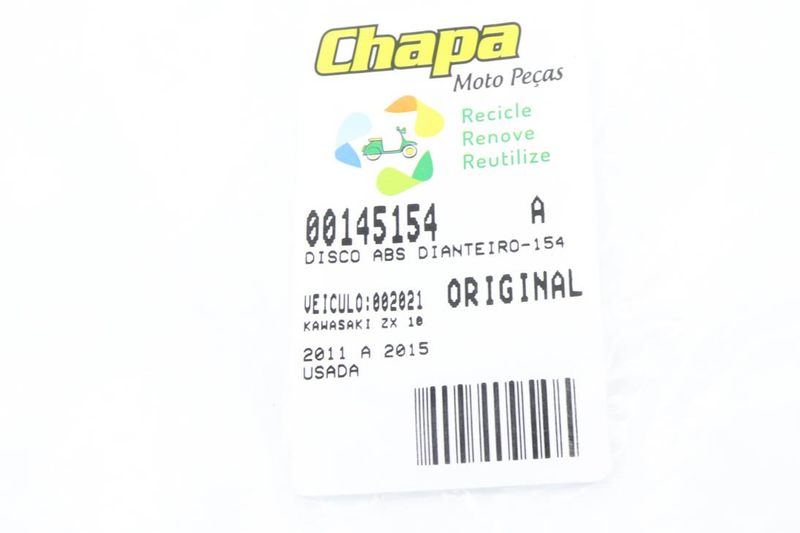 Chapa
Moto Peças
Recicle
Renove
Reutilize
00145154 A
DISCO ABS DIANTEIRO-154
VEICULO:002021 ORIGINAL
KAWASAKI ZX 10
2011 A 2015
USADA